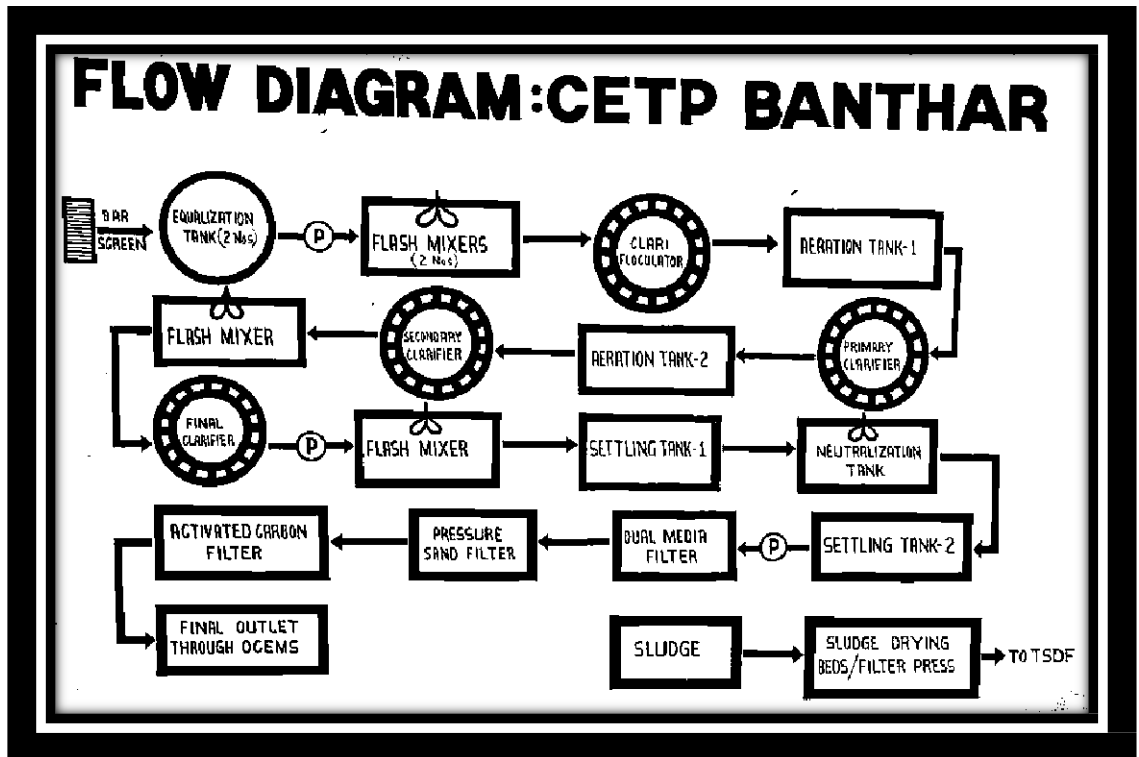 FLOW DIAGRAM:CETP BANTHAR
BAR
SCREEN
EQUALIZATION
TANK(2 Nos)
P
FLASH MIXERS
(2 Nos)
CLARI
FLOCULATOR
AERATION TANK-1
FLASH MIXER
SECONDARY
CLARIFIER
AERATION TANK-2
PRIMARY
CLARIFIER
FINAL
CLARIFIER
P
FLASH MIXER
SETTLING TANK-1
NEUTRALIZATION
TANK
ACTIVATED CARBON
FILTER
PRESSURE
SAND FILTER
DUAL MEDIA
FILTER
P
SETTLING TANK-2
FINAL OUTLET
THROUGH OCEMS
SLUDGE
SLUDGE DRYING
BEDS/FILTER PRESS
TO TSDF